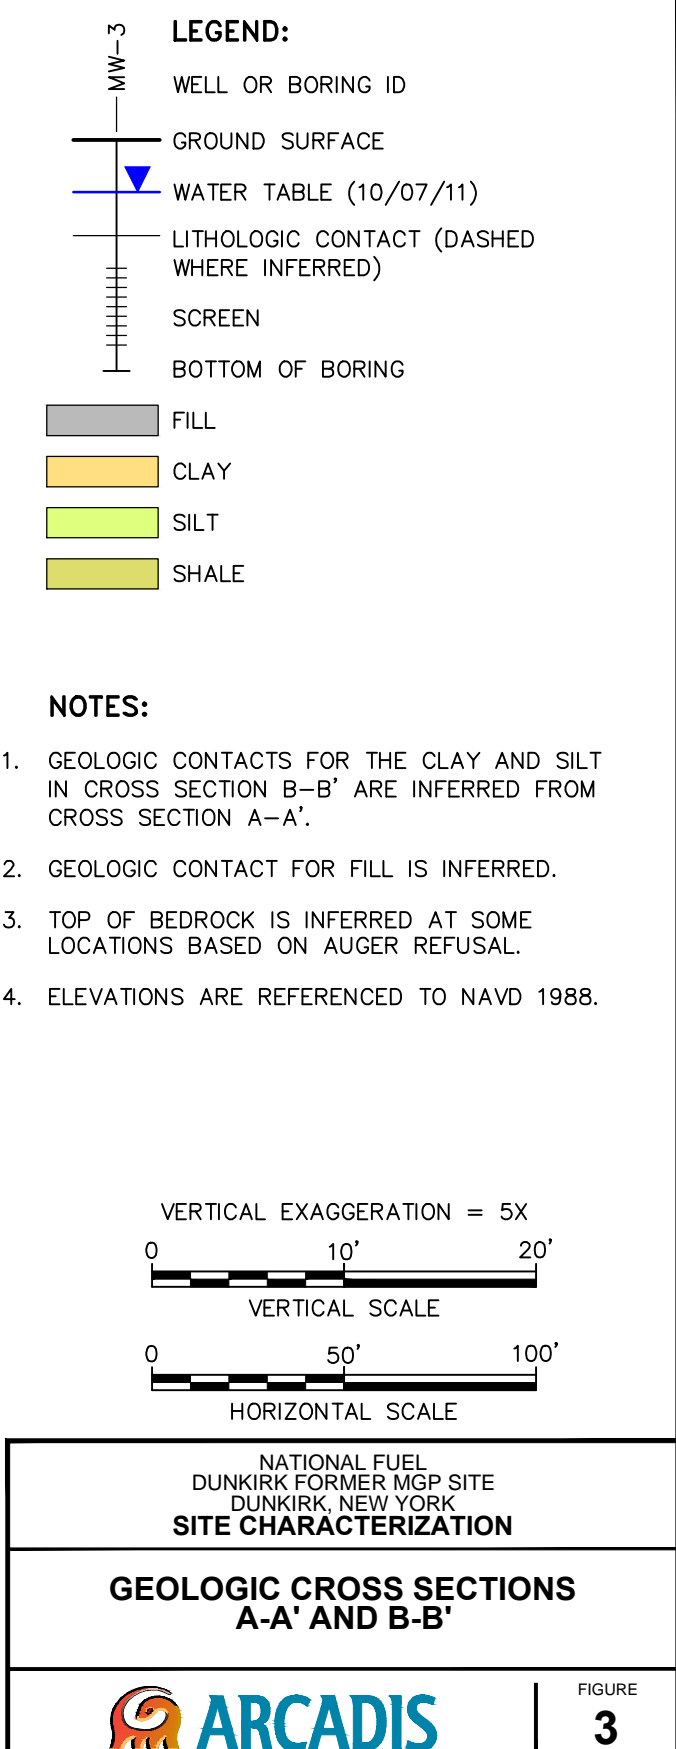 MW-3
LEGEND:
WELL OR BORING ID
GROUND SURFACE
WATER TABLE (10/07/11)
LITHOLOGIC CONTACT (DASHED
WHERE INFERRED)
SCREEN
BOTTOM OF BORING
FILL
CLAY
SILT
SHALE
NOTES:
1. GEOLOGIC CONTACTS FOR THE CLAY AND SILT
IN CROSS SECTION B-B' ARE INFERRED FROM
CROSS SECTION A-A'.
2. GEOLOGIC CONTACT FOR FILL IS INFERRED.
3. TOP OF BEDROCK IS INFERRED AT SOME
LOCATIONS BASED ON AUGER REFUSAL.
4. ELEVATIONS ARE REFERENCED TO NAVD 1988.
VERTICAL EXAGGERATION = 5X
0 10' 20'
VERTICAL SCALE
0 50' 100'
HORIZONTAL SCALE
NATIONAL FUEL
DUNKIRK FORMER MGP SITE
DUNKIRK, NEW YORK
SITE CHARACTERIZATION
GEOLOGIC CROSS SECTIONS
A-A' AND B-B'
ARCADIS
FIGURE
3